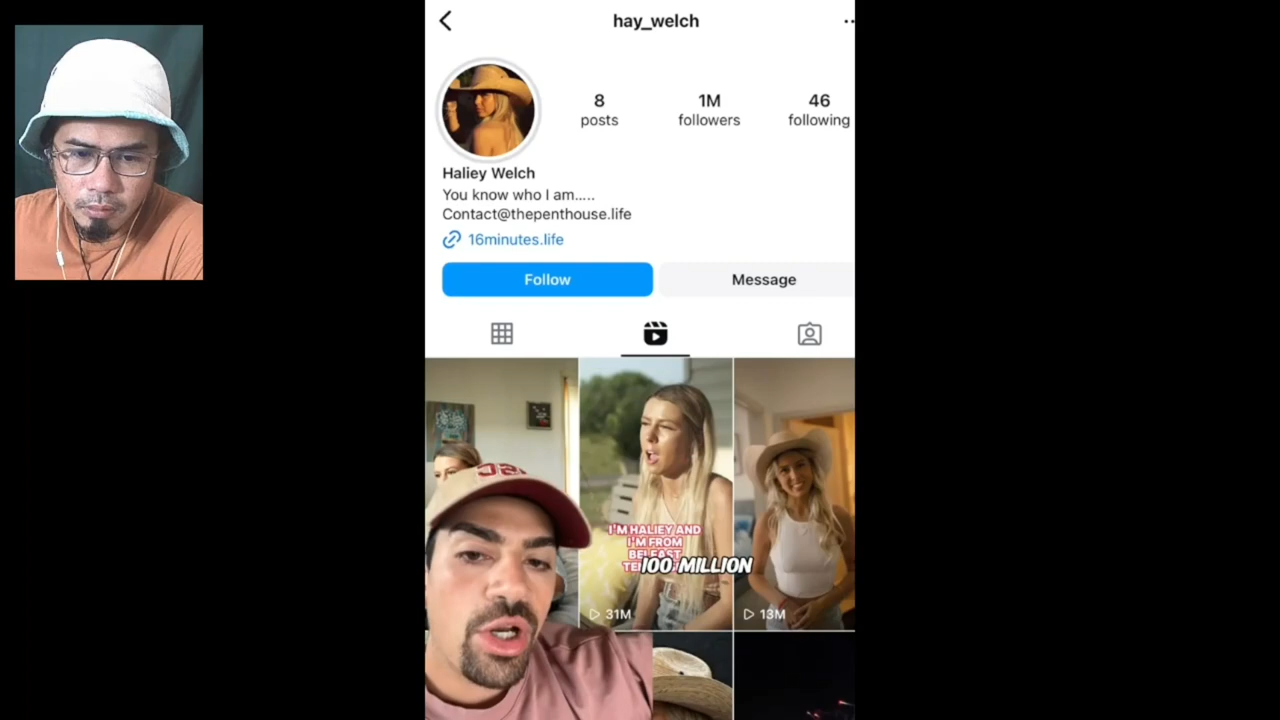 hay_welch
8
posts
1M
followers
46
following
Haliey Welch
You know who I am.....
Contact@thepenthouse.life
16minutes.life
Follow
Message
I'M HALIEY AND
I'M FROM
BELFAST
100 MILLION
31M
13M